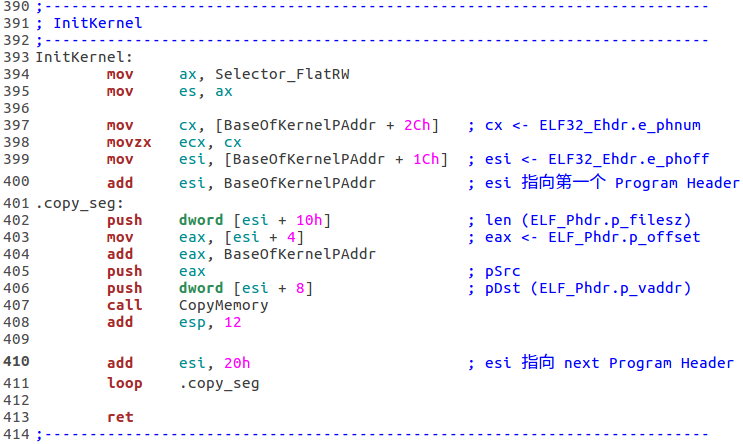 390 ;--------------------------------------------------------------------------
391 ; InitKernel
392 ;--------------------------------------------------------------------------
393 InitKernel:
394         mov     ax, Selector_FlatRW
395         mov     es, ax
396
397         mov     cx, [BaseOfKernelPAddr + 2Ch]   ; cx <- ELF32_Ehdr.e_phnum
398         movzx   ecx, cx
399         mov     esi, [BaseOfKernelPAddr + 1Ch]  ; esi <- ELF32_Ehdr.e_phoff
400         add     esi, BaseOfKernelPAddr          ; esi 指向第一个 Program Header
401 .copy_seg:
402         push    dword [esi + 10h]               ; len (ELF_Phdr.p_filesz)
403         mov     eax, [esi + 4]                  ; eax <- ELF_Phdr.p_offset
404         add     eax, BaseOfKernelPAddr
405         push    eax                             ; pSrc
406         push    dword [esi + 8]                 ; pDst (ELF_Phdr.p_vaddr)
407         call    CopyMemory
408         add     esp, 12
409
410         add     esi, 20h                        ; esi 指向 next Program Header
411         loop    .copy_seg
412
413         ret
414 ;--------------------------------------------------------------------------